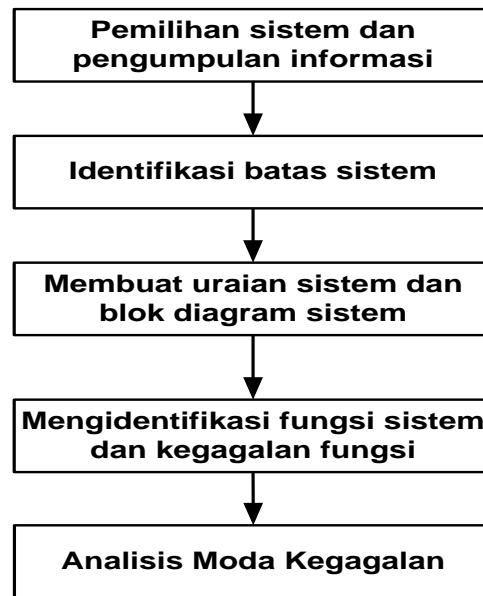 Pemilihan sistem dan
pengumpulan informasi
Identifikasi batas sistem
Membuat uraian sistem dan
blok diagram sistem
Mengidentifikasi fungsi sistem
dan kegagalan fungsi
Analisis Moda Kegagalan